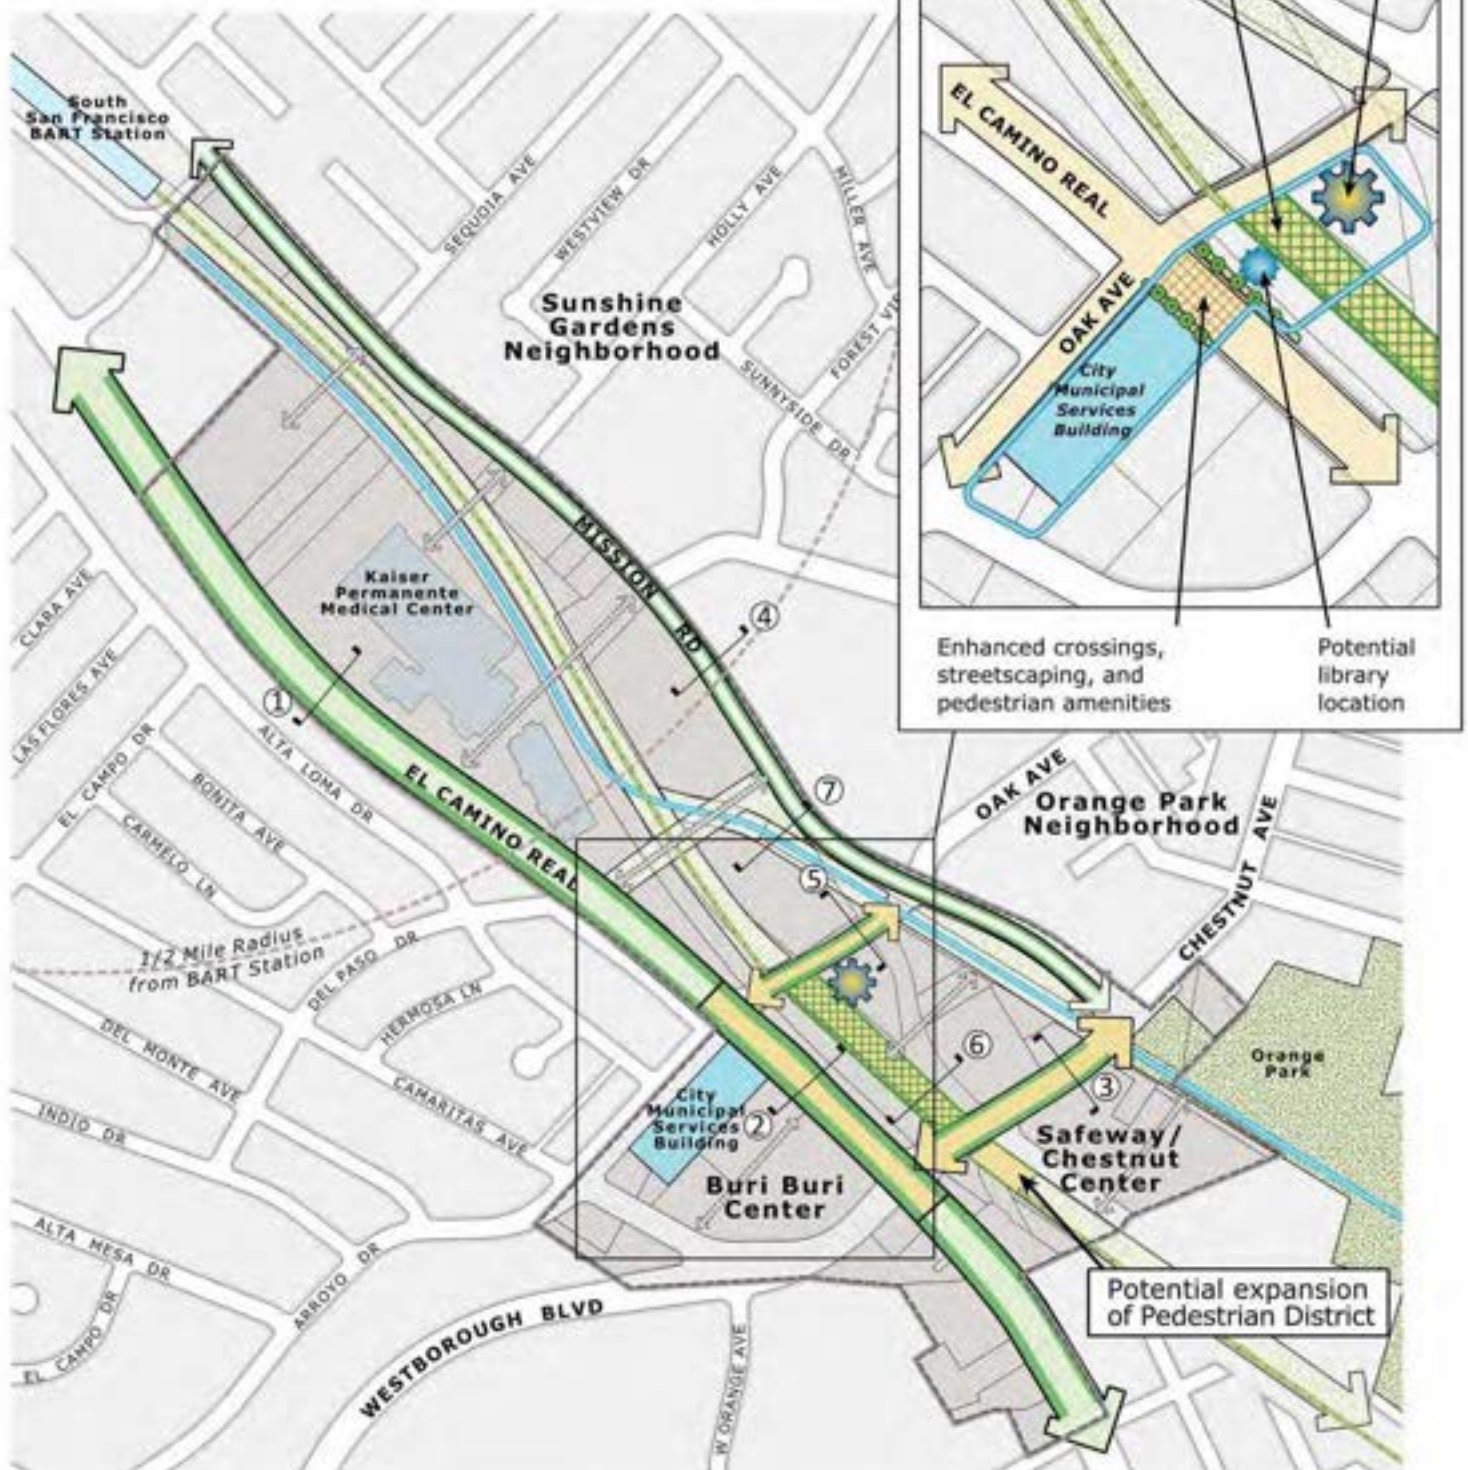 South
San Francisco
BART Station
SEQUOIA AVE
WESTVIEW DR
HOLLY AVE
MILLER AVE
Sunshine
Gardens
Neighborhood
SUNNYSIDE DR
EL CAMINO REAL
OAK AVE
City
Municipal
Services
Building
Enhanced crossings,
streetscaping, and
pedestrian amenities
Potential
library
location
MISSION RD
Kaiser
Permanente
Medical Center
CLARA AVE
LAS FLORES AVE
EL CAMPO DR
ALTA LOMA DR
BONITA AVE
CARMELO LN
1
4
EL CAMINO REAL
7
5
OAK AVE
Orange Park
Neighborhood
CHESTNUT AVE
1/2 Mile Radius
from BART Station
DEL PASO DR
HERMOSA LN
DEL MONTE AVE
CAMARITAS AVE
INDIO DR
6
3
2
Orange
Park
City
Municipal
Services
Building
Safeway/
Chestnut
Center
Buri Buri
Center
ALTA MESA DR
ARROYO DR
EL CAMPO DR
WESTBOROUGH BLVD
W ORANGE AVE
Potential expansion
of Pedestrian District